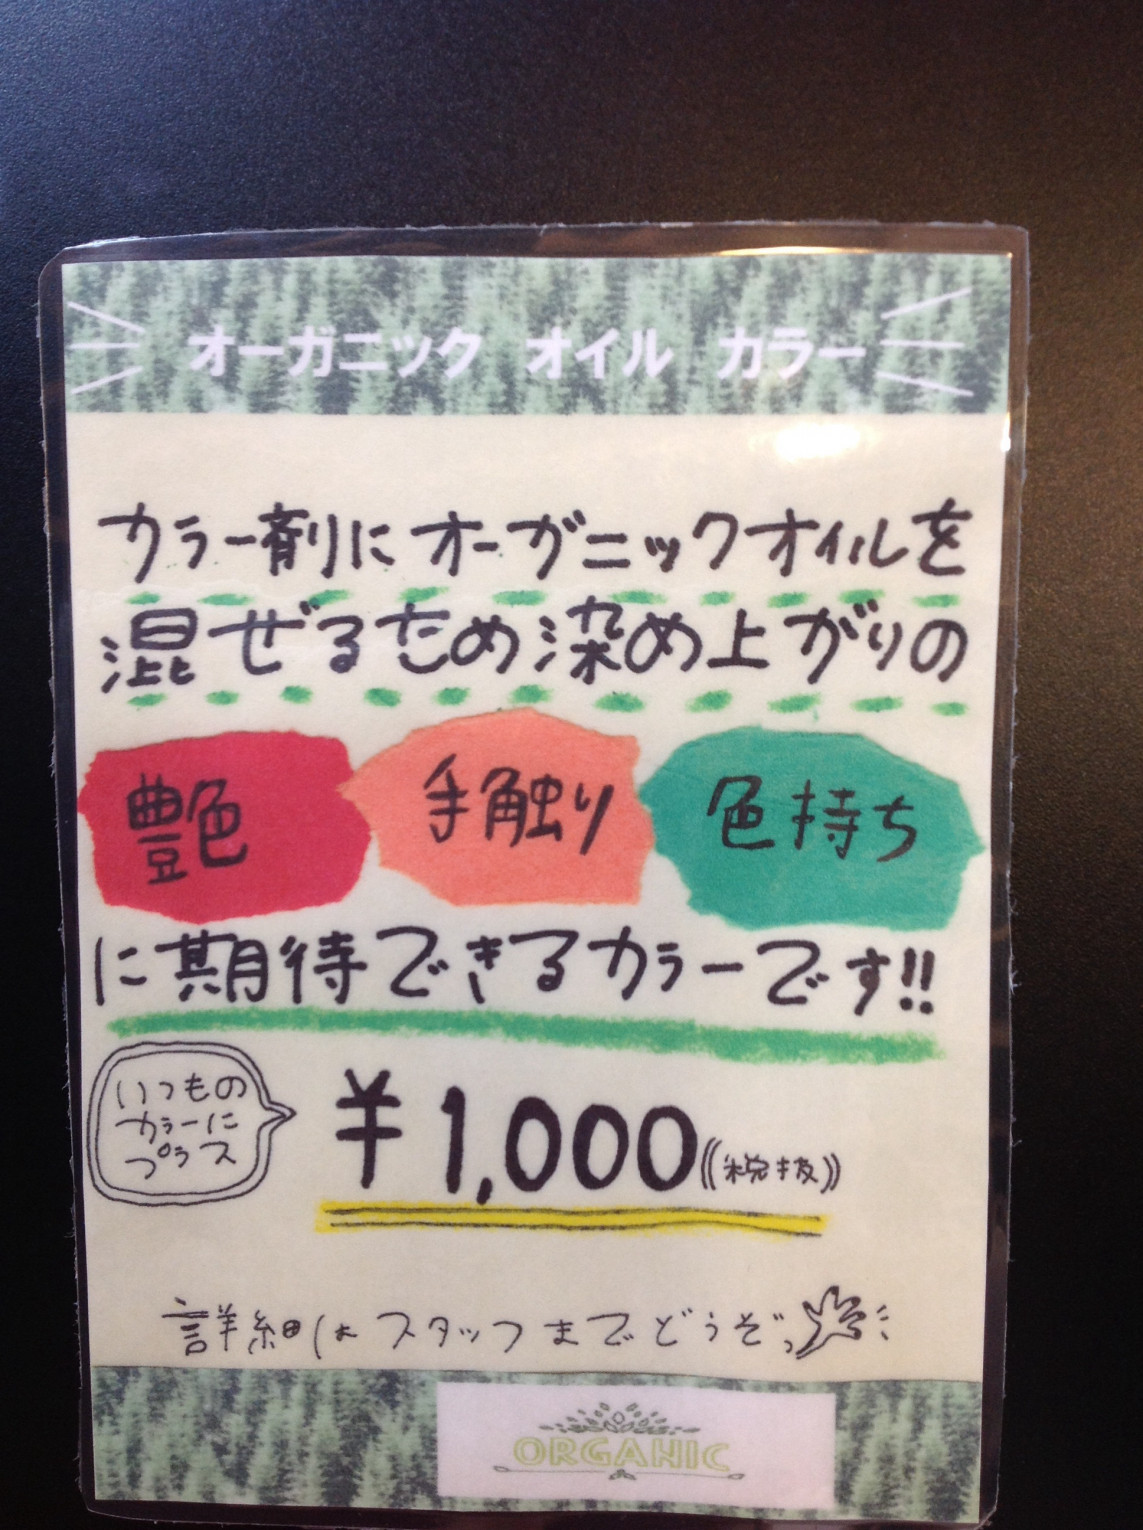 オーガニック オイル カラー
カラー剤にオーガニックオイルを
混ぜるため染め上がりの
艶色 手触り 色持ち
に期待できるカラーです!!
いつもの
カラーに
プラス
¥1,000((税抜))
詳細はスタッフまでどうぞっ
ORGANIC